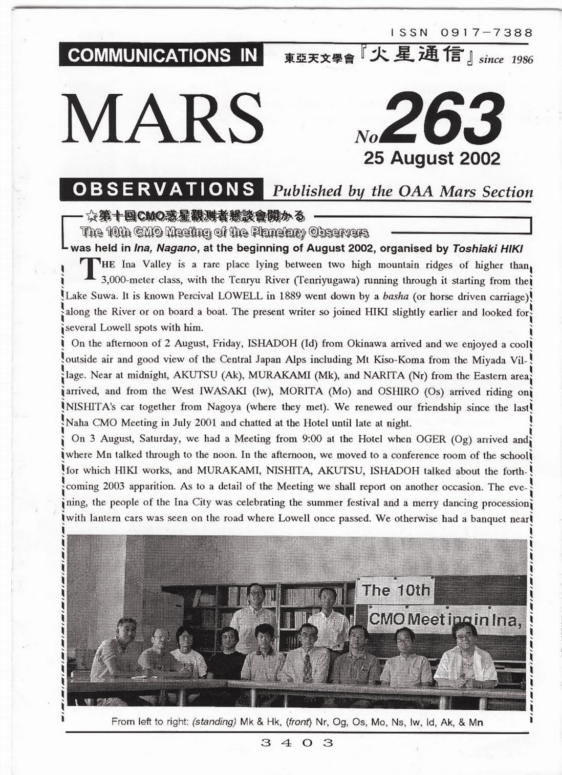 ISSN 0917-7388
COMMUNICATIONS IN
東亞天文學會『火星通信』since 1986
MARS
No 263
25 August 2002
OBSERVATIONS
Published by the OAA Mars Section
☆第十回CMO惑星觀測者懇談會開かる
The 10th CMO Meeting of the Planetary Observers
was held in Ina, Nagano, at the beginning of August 2002, organised by Toshiaki HIKI
THE Ina Valley is a rare place lying between two high mountain ridges of higher than
3,000-meter class, with the Tenryu River (Tenriyugawa) running through it starting from the
Lake Suwa. It is known Percival LOWELL in 1889 went down by a basha (or horse driven carriage)
along the River or on board a boat. The present writer so joined HIKI slightly earlier and looked for
several Lowell spots with him.
On the afternoon of 2 August, Friday, ISHADOH (Id) from Okinawa arrived and we enjoyed a cool
outside air and good view of the Central Japan Alps including Mt Kiso-Koma from the Miyada Vil-
lage. Near at midnight, AKUTSU (Ak), MURAKAMI (Mk), and NARITA (Nr) from the Eastern area
arrived, and from the West IWASAKI (Iw), MORITA (Mo) and OSHIRO (Os) arrived riding on
NISHITA's car together from Nagoya (where they met). We renewed our friendship since the last
Naha CMO Meeting in July 2001 and chatted at the Hotel until late at night.
On 3 August, Saturday, we had a Meeting from 9:00 at the Hotel when OGER (Og) arrived and
where Mn talked through to the noon. In the afternoon, we moved to a conference room of the school
for which HIKI works, and MURAKAMI, NISHITA, AKUTSU, ISHADOH talked about the forth-
coming 2003 apparition. As to a detail of the Meeting we shall report on another occasion. The eve-
ning, the people of the Ina City was celebrating the summer festival and a merry dancing procession
with lantern cars was seen on the road where Lowell once passed. We otherwise had a banquet near
The 10th
CMO Meeting in Ina,
From left to right: (standing) Mk & Hk, (front) Nr, Og, Os, Mo, Ns, Iw, Id, Ak, & Mn
3403